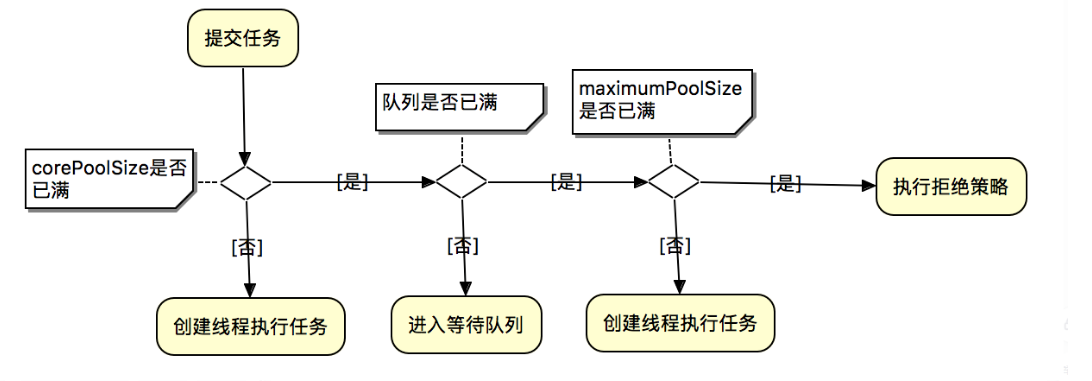 提交任务
maximumPoolSize
是否已满
队列是否已满
corePoolSize是否
已满
[是]
[是]
[是]
执行拒绝策略
[否]
[否]
[否]
创建线程执行任务
进入等待队列
创建线程执行任务